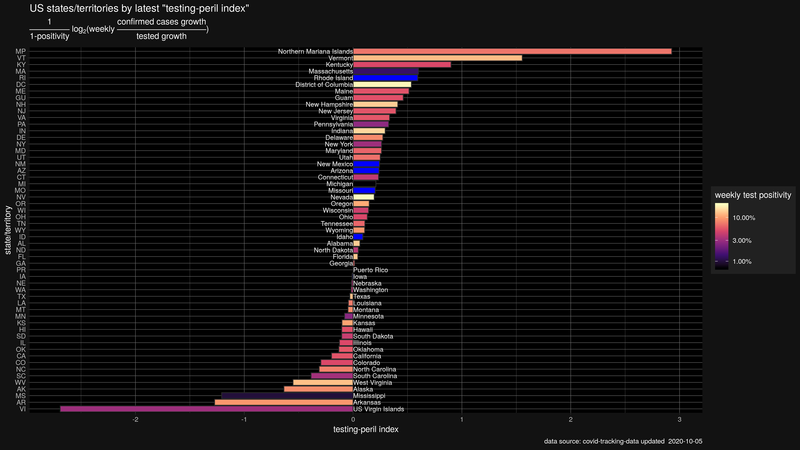 US states/territories by latest "testing-peril index"
1
1-positivity
log2(weekly
confirmed cases growth
tested growth
)
MP Northern Mariana Islands
VT Vermont
KY Kentucky
MA Massachusetts
RI Rhode Island
DC District of Columbia
ME Maine
GU Guam
NH New Hampshire
NJ New Jersey
VA Virginia
PA Pennsylvania
IN Indiana
DE Delaware
NY New York
MD Maryland
UT Utah
NM New Mexico
AZ Arizona
CT Connecticut
MI Michigan
MO Missouri
NV Nevada
OR Oregon
WI Wisconsin
OH Ohio
TN Tennessee
WY Wyoming
ID Idaho
AL Alabama
ND North Dakota
FL Florida
GA Georgia
PR Puerto Rico
IA Iowa
NE Nebraska
WA Washington
TX Texas
LA Louisiana
MT Montana
MN Minnesota
KS Kansas
HI Hawaii
SD South Dakota
IL Illinois
OK Oklahoma
CA California
CO Colorado
NC North Carolina
SC South Carolina
WV West Virginia
AK Alaska
MS Mississippi
AR Arkansas
VI US Virgin Islands
state/territory
-2 -1 0 1 2 3
testing-peril index
weekly test positivity
10.00%
3.00%
1.00%
data source: covid-tracking-data updated 2020-10-05